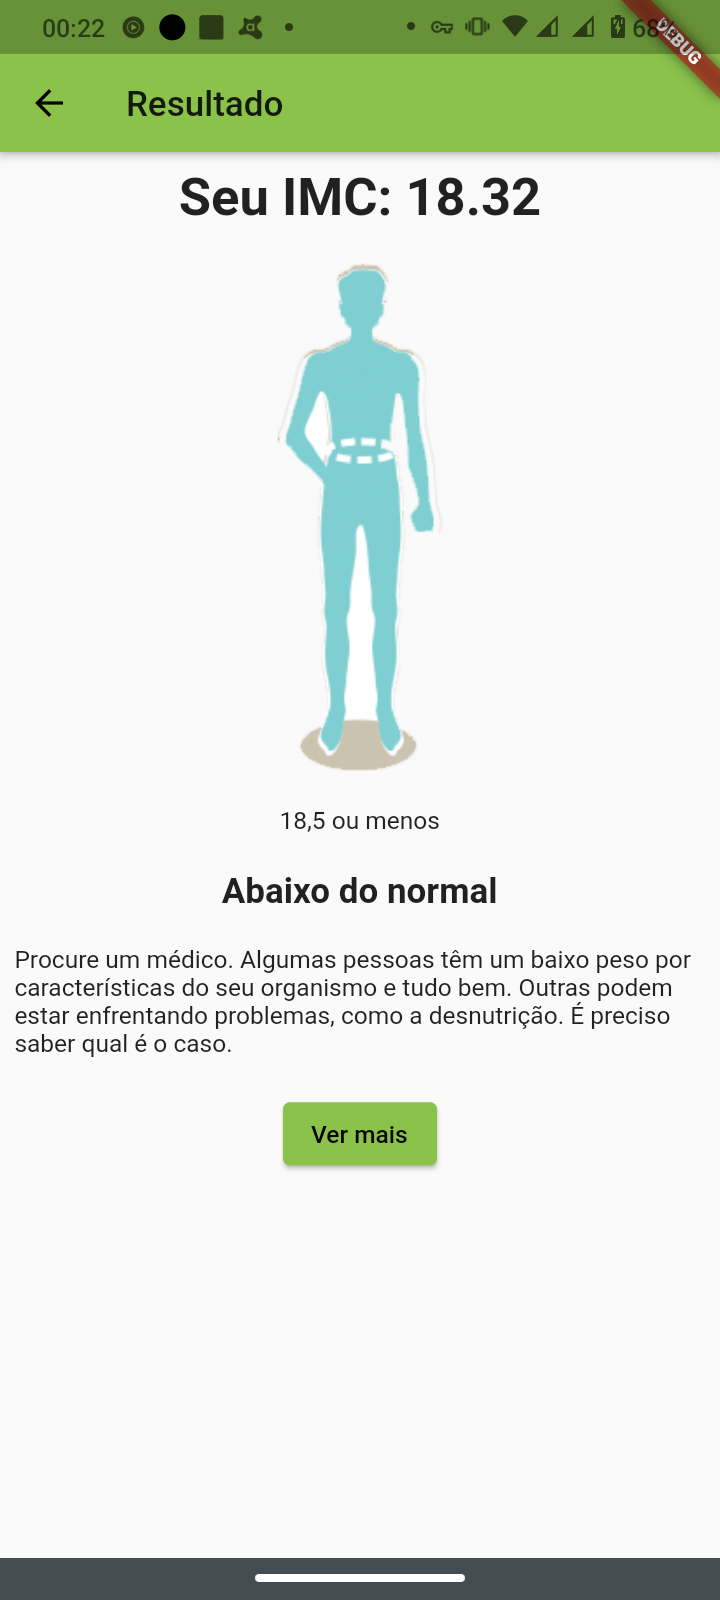 00:22
68%
DEBUG
Resultado
Seu IMC: 18.32
18,5 ou menos
Abaixo do normal
Procure um médico. Algumas pessoas têm um baixo peso por
características do seu organismo e tudo bem. Outras podem
estar enfrentando problemas, como a desnutrição. É preciso
saber qual é o caso.
Ver mais